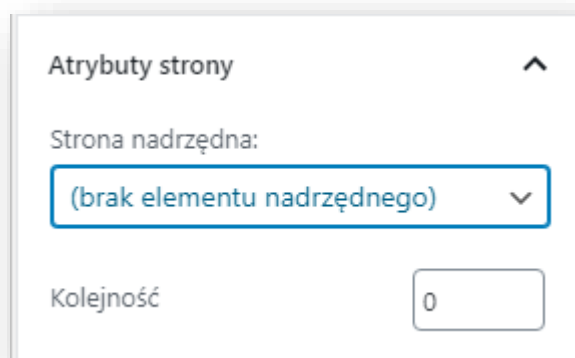 Atrybuty strony
Strona nadrzędna:
(brak elementu nadrzędnego)
Kolejność 0